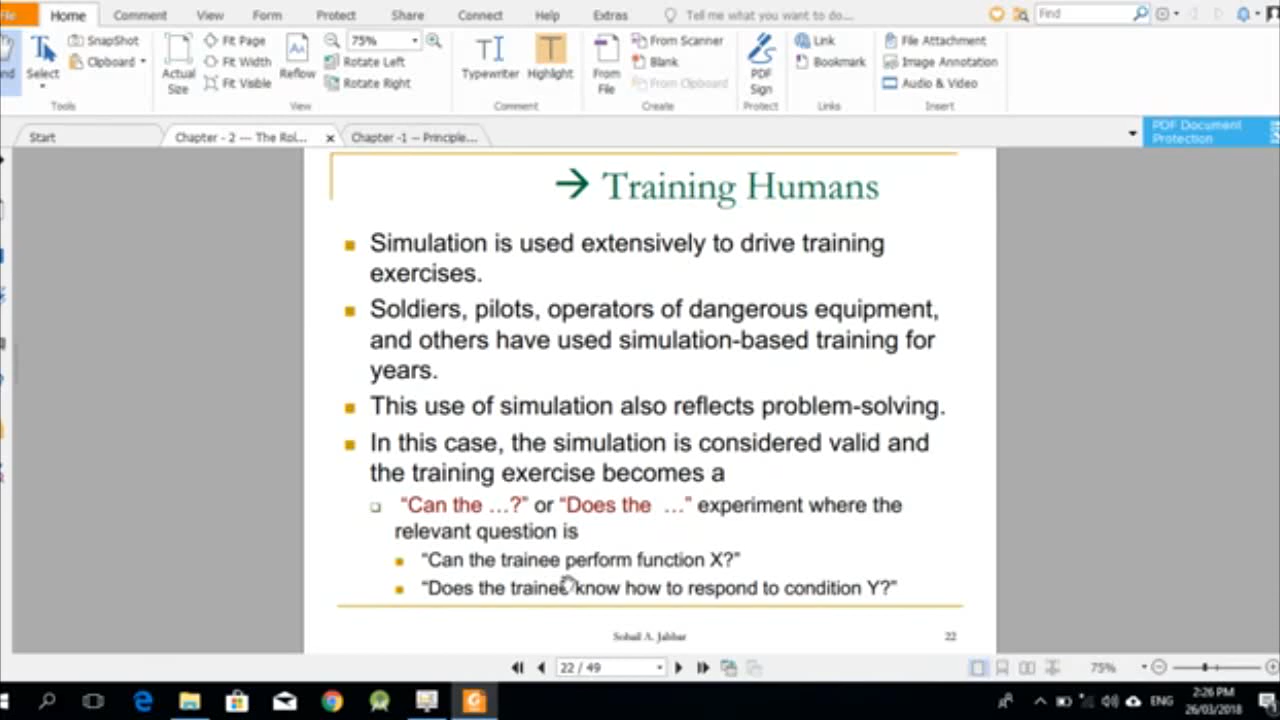 File Home Comment View Form Protect Share Connect Help Extras Tell me what you want to do... Find
Select
SnapShot
Clipboard
Tools
Actual Size
Fit Page
Fit Width
Fit Visible
Reflow
75%
Rotate Left
Rotate Right
View
Typewriter Highlight
Comment
From File
From Scanner
Blank
From Clipboard
Create
PDF Sign
Protect
Link
Bookmark
Links
File Attachment
Image Annotation
Audio & Video
Insert
Start Chapter - 2 --- The Rol... Chapter -1 -- Principle...
PDF Document
Protection
→ Training Humans
Simulation is used extensively to drive training
exercises.
Soldiers, pilots, operators of dangerous equipment,
and others have used simulation-based training for
years.
This use of simulation also reflects problem-solving.
In this case, the simulation is considered valid and
the training exercise becomes a
“Can the …?” or “Does the …” experiment where the
relevant question is
“Can the trainee perform function X?”
“Does the trainee know how to respond to condition Y?”
Sohail A. Jabbar 22
22 / 49 75%
ENG 2:26 PM
26/03/2018